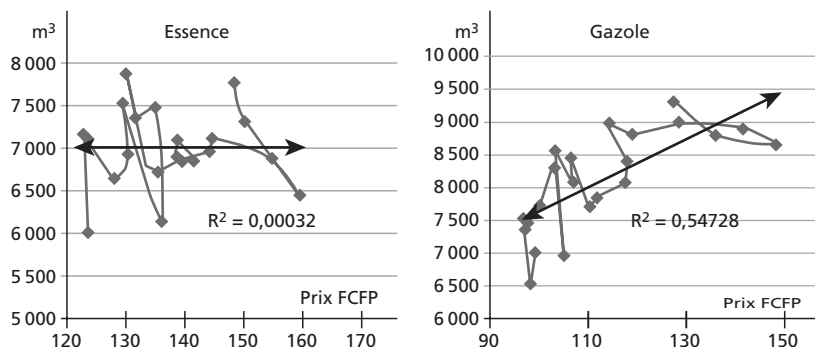 m³
Essence
8 000
7 500
7 000
6 500
6 000
5 500
5 000
R² = 0,00032
Prix FCFP
120 130 140 150 160 170
m³
Gazole
10 000
9 500
9 000
8 500
8 000
7 500
7 000
6 500
6 000
R² = 0,54728
Prix FCFP
90 110 130 150